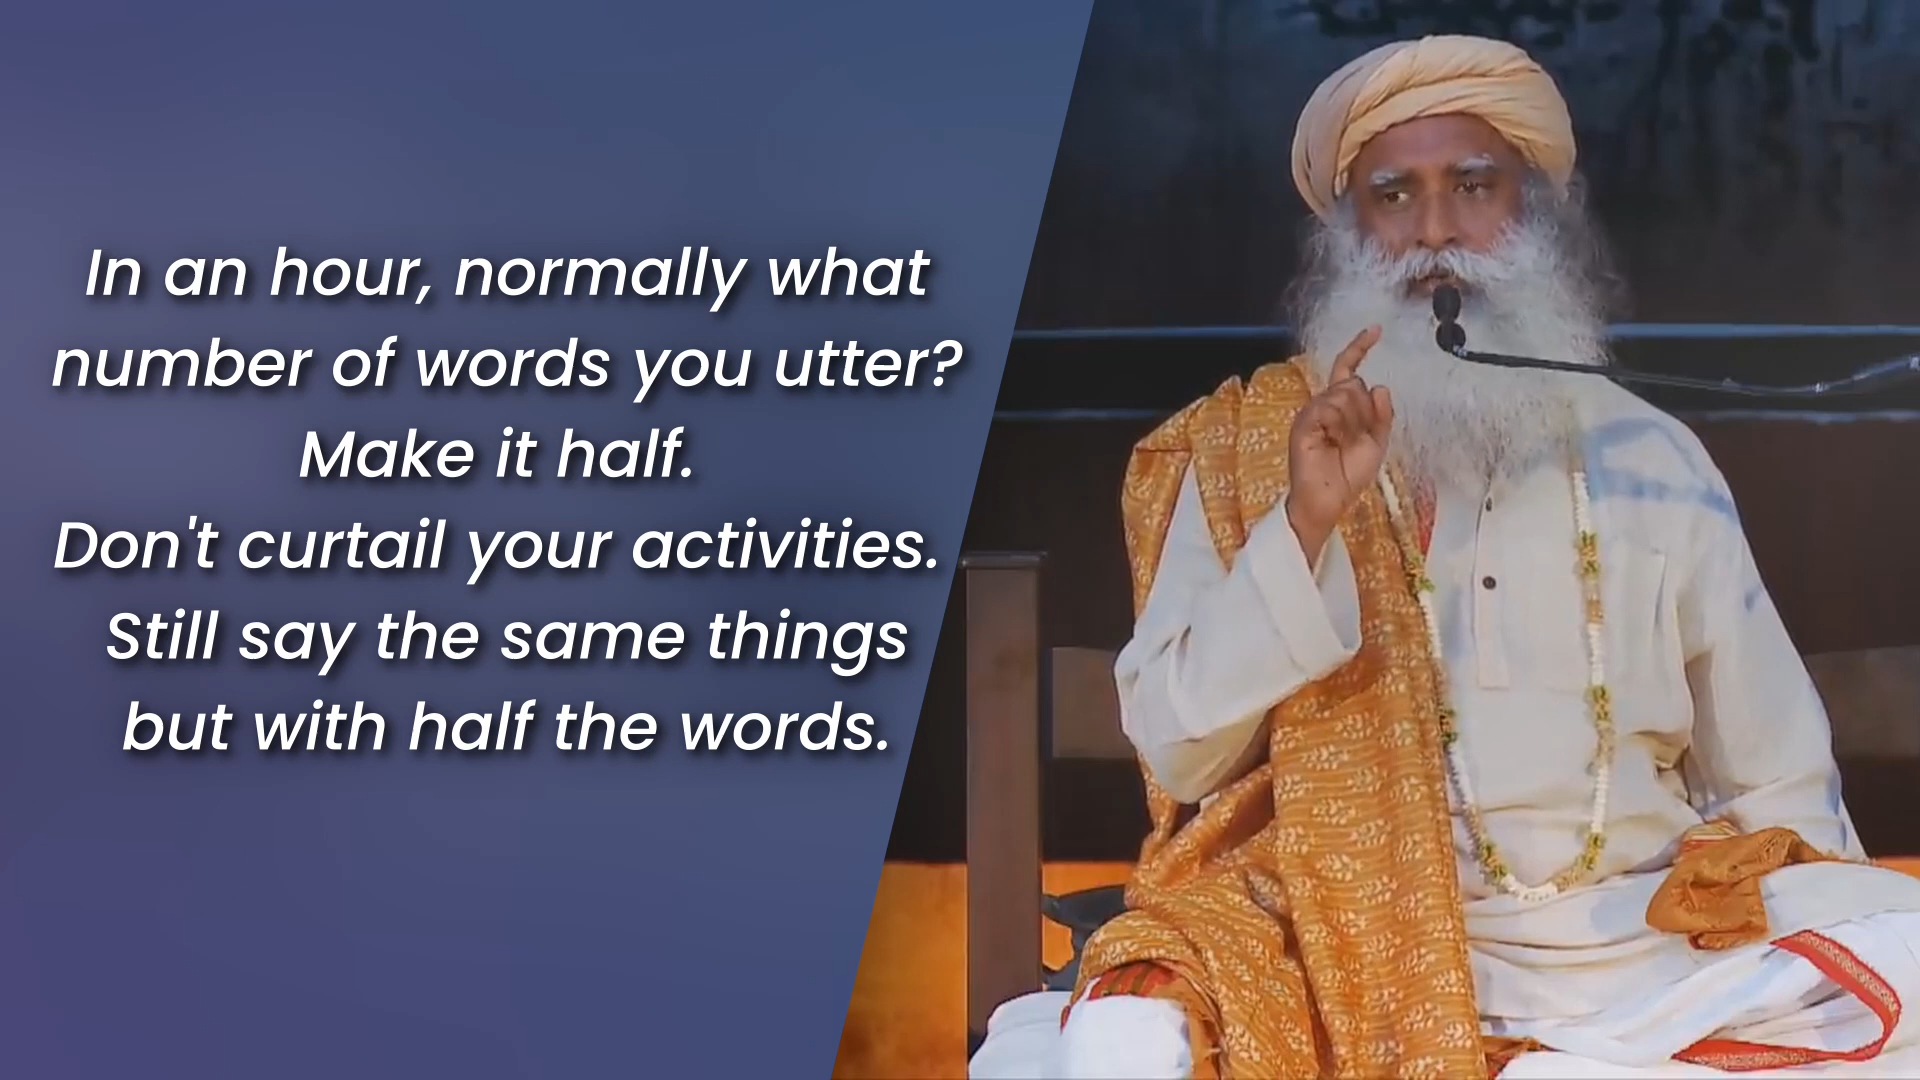 In an hour, normally what
number of words you utter?
Make it half.
Don't curtail your activities.
Still say the same things
but with half the words.